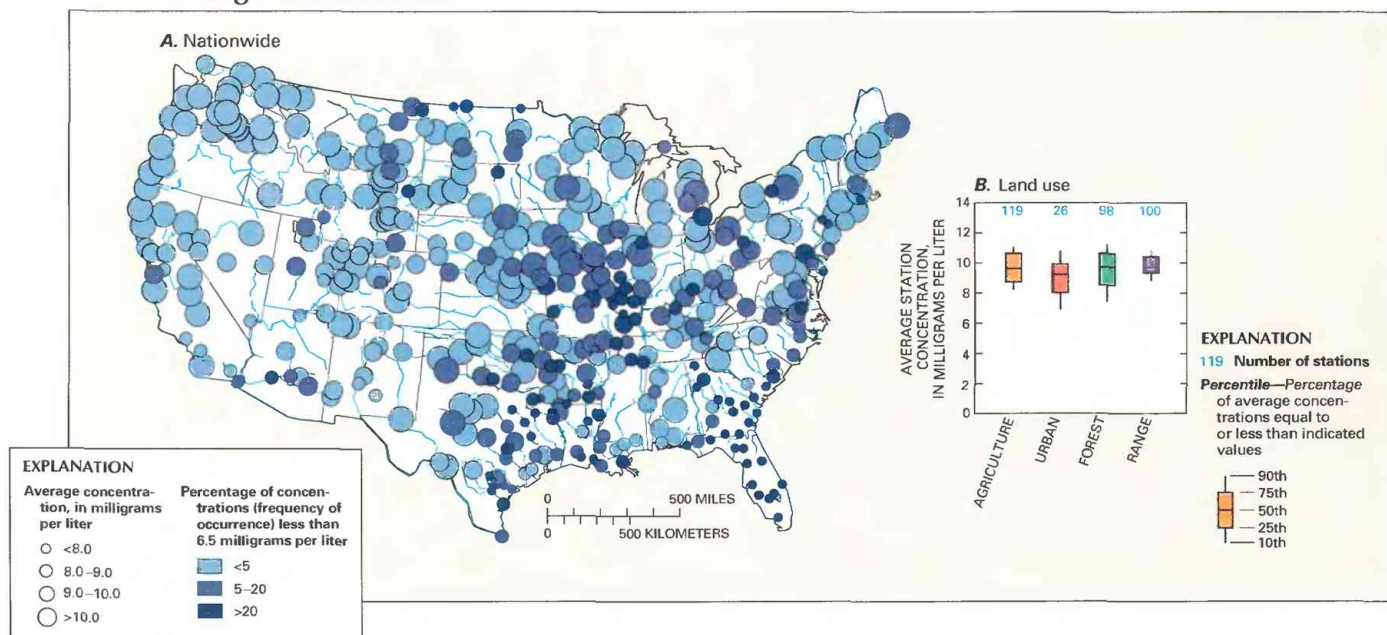 A. Nationwide
0 500 MILES
0 500 KILOMETERS
EXPLANATION
Average concentra-
tion, in milligrams
per liter
<8.0
8.0–9.0
9.0–10.0
>10.0
Percentage of concen-
trations (frequency of
occurrence) less than
6.5 milligrams per liter
<5
5–20
>20
B. Land use
AVERAGE STATION
CONCENTRATION,
IN MILLIGRAMS PER LITER
14
12
10
8
6
4
2
0
119 26 98 100
AGRICULTURE
URBAN
FOREST
RANGE
EXPLANATION
119 Number of stations
Percentile—Percentage
of average concen-
trations equal to
or less than indicated
values
90th
75th
50th
25th
10th